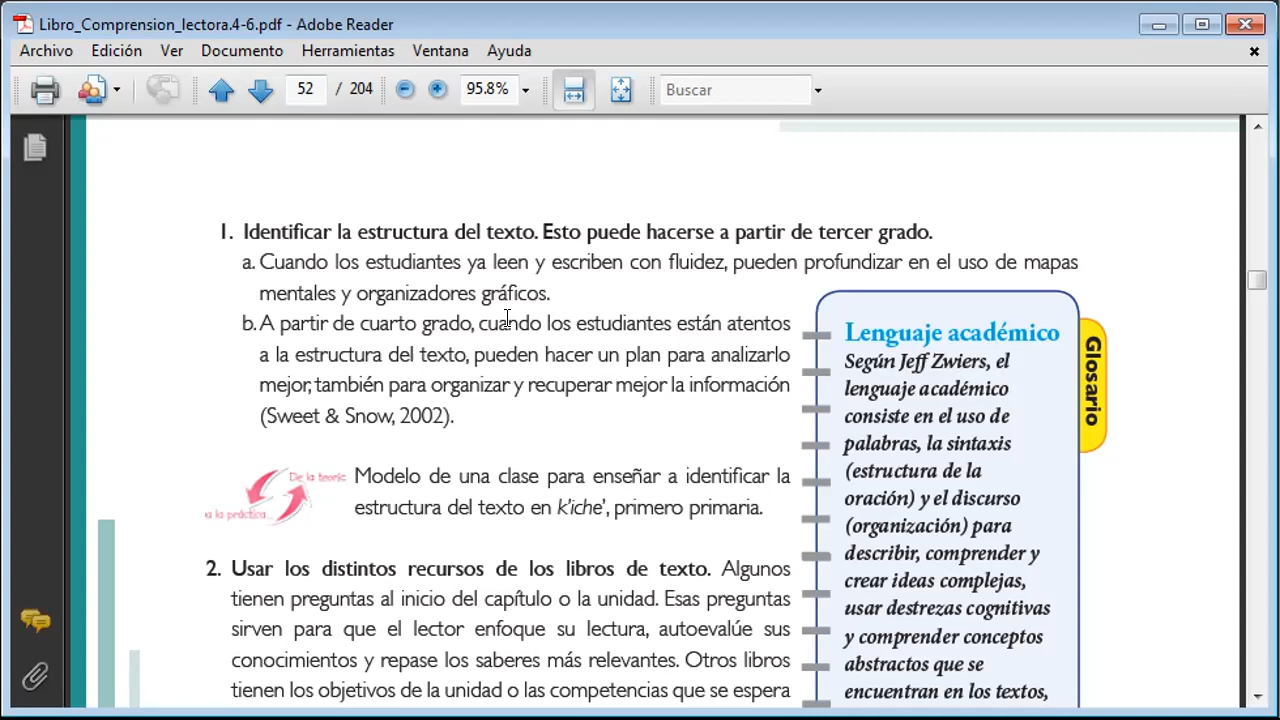 Libro_Comprension_lectora.4-6.pdf - Adobe Reader
Archivo Edición Ver Documento Herramientas Ventana Ayuda
52 / 204 95.8% Buscar
1. Identificar la estructura del texto. Esto puede hacerse a partir de tercer grado.
a. Cuando los estudiantes ya leen y escriben con fluidez, pueden profundizar en el uso de mapas
mentales y organizadores gráficos.
b. A partir de cuarto grado, cuando los estudiantes están atentos
a la estructura del texto, pueden hacer un plan para analizarlo
mejor, también para organizar y recuperar mejor la información
(Sweet & Snow, 2002).
De la teoría
a la práctica...
Modelo de una clase para enseñar a identificar la
estructura del texto en k'iche', primero primaria.
2. Usar los distintos recursos de los libros de texto. Algunos
tienen preguntas al inicio del capítulo o la unidad. Esas preguntas
sirven para que el lector enfoque su lectura, autoevalúe sus
conocimientos y repase los saberes más relevantes. Otros libros
tienen los objetivos de la unidad o las competencias que se espera
Lenguaje académico
Según Jeff Zwiers, el
lenguaje académico
consiste en el uso de
palabras, la sintaxis
(estructura de la
oración) y el discurso
(organización) para
describir, comprender y
crear ideas complejas,
usar destrezas cognitivas
y comprender conceptos
abstractos que se
encuentran en los textos,
Glosario